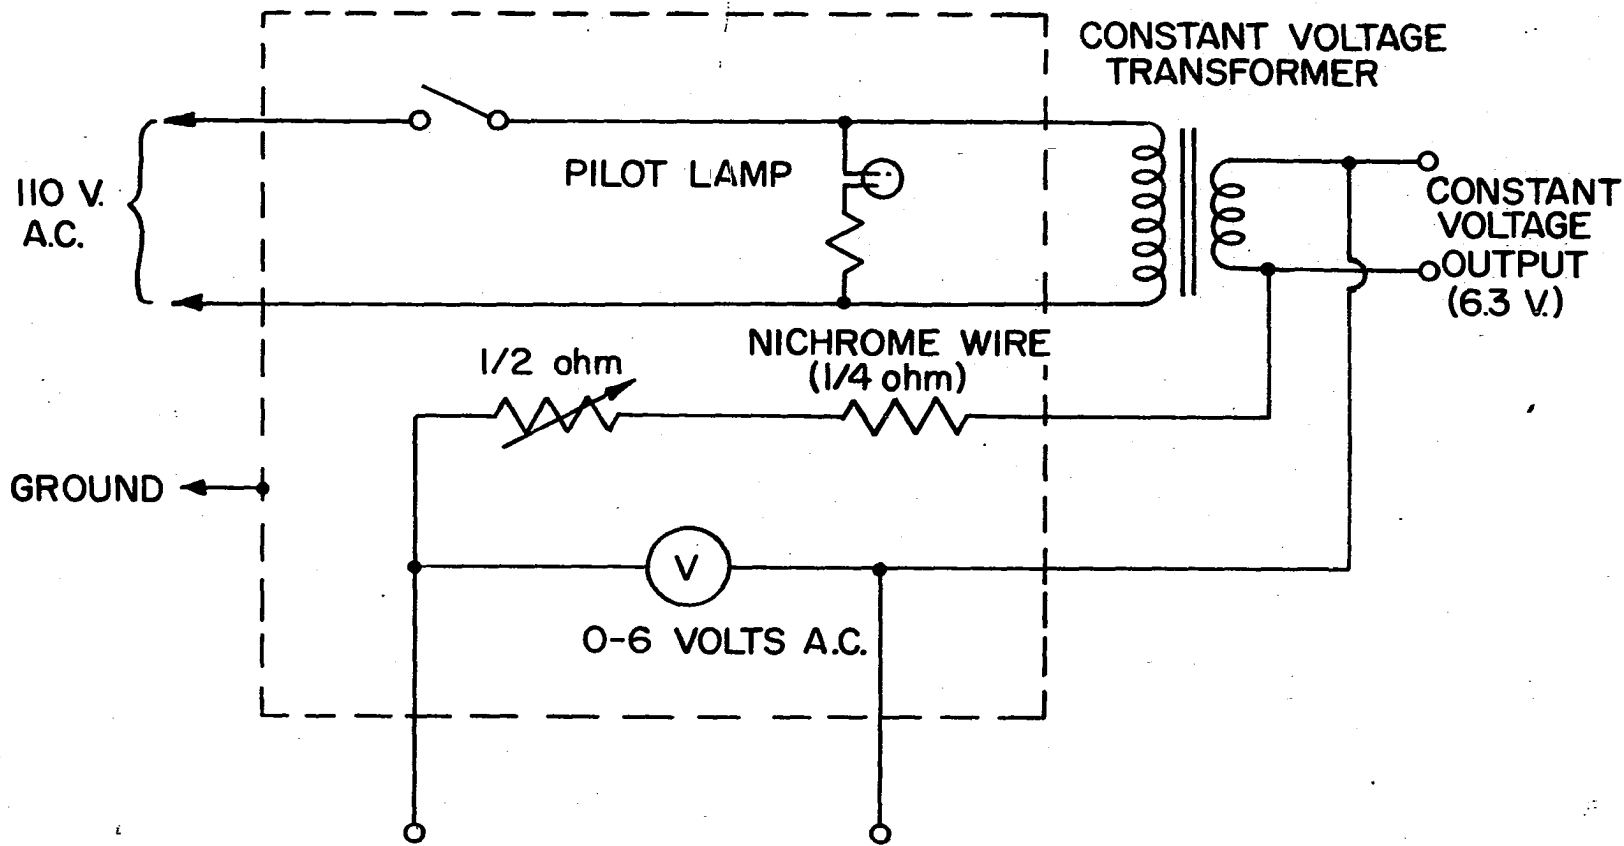 CONSTANT VOLTAGE
TRANSFORMER
PILOT LAMP
110 V.
A.C.
CONSTANT
VOLTAGE
OUTPUT
(6.3 V.)
1/2 ohm
NICHROME WIRE
(1/4 ohm)
GROUND
V
0-6 VOLTS A.C.